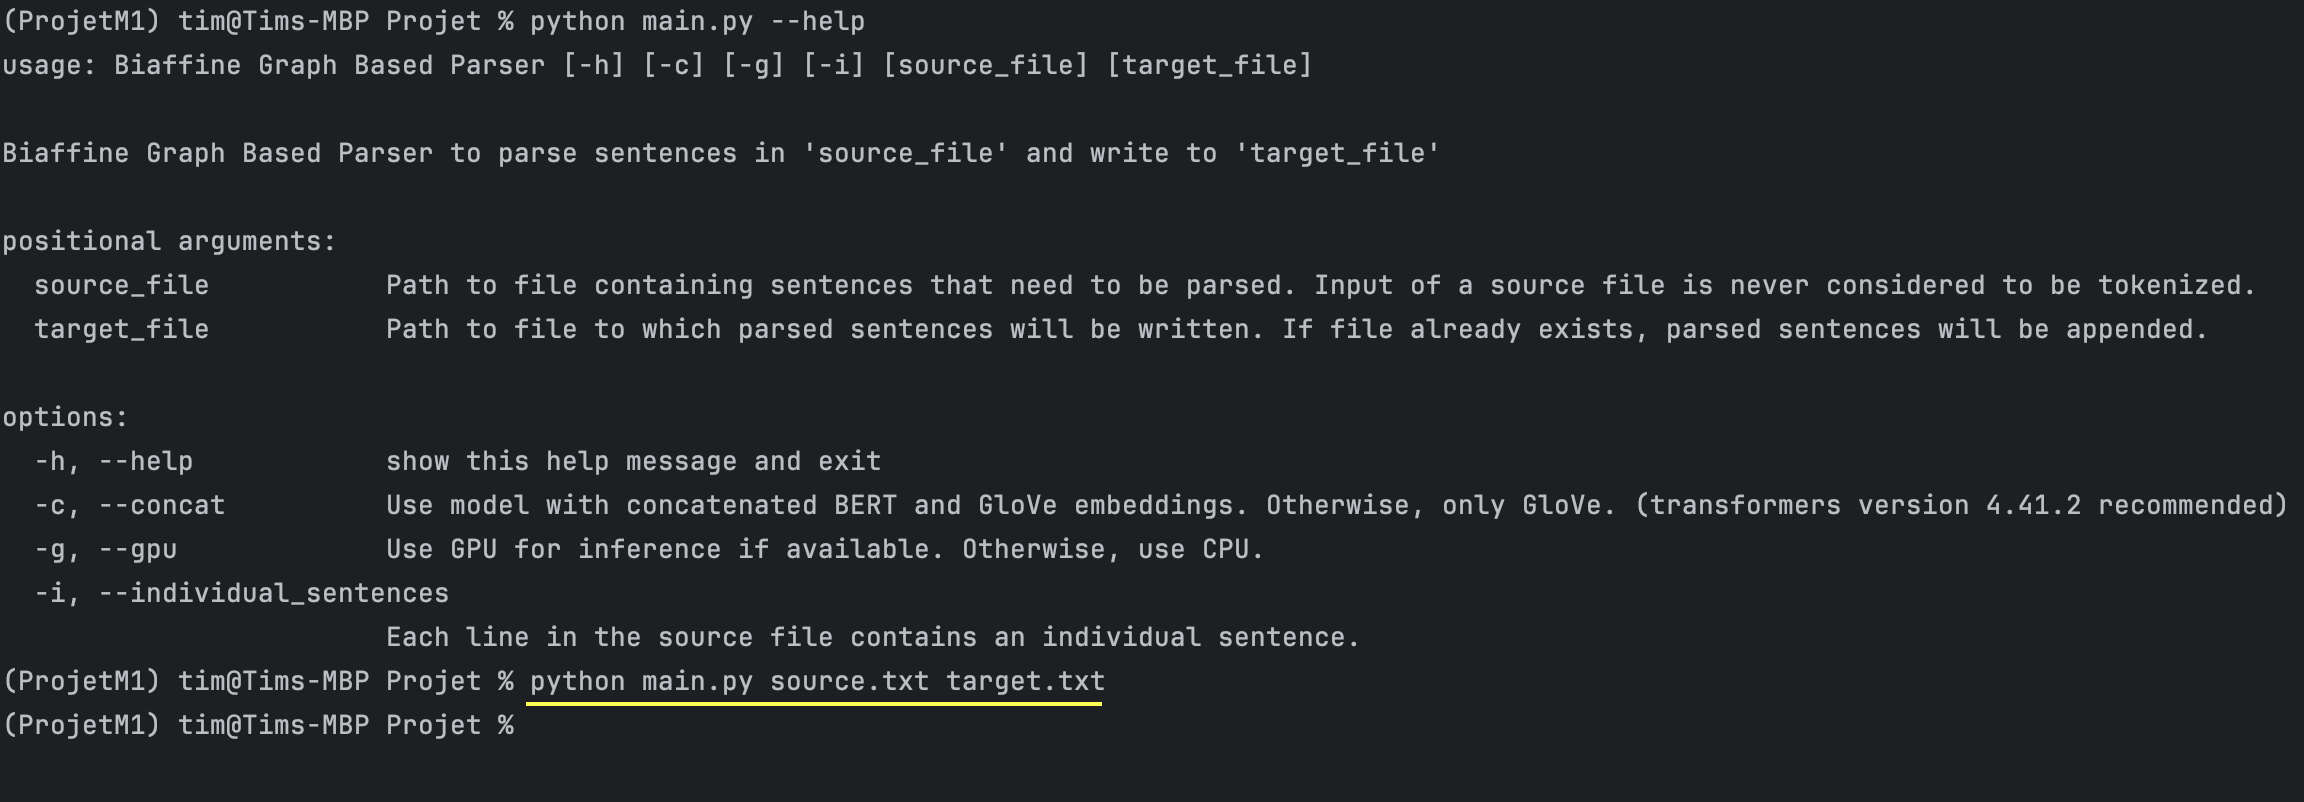 (ProjetM1) tim@Tims-MBP Projet % python main.py --help
usage: Biaffine Graph Based Parser [-h] [-c] [-g] [-i] [source_file] [target_file]
Biaffine Graph Based Parser to parse sentences in 'source_file' and write to 'target_file'
positional arguments:
  source_file           Path to file containing sentences that need to be parsed. Input of a source file is never considered to be tokenized.
  target_file           Path to file to which parsed sentences will be written. If file already exists, parsed sentences will be appended.
options:
  -h, --help            show this help message and exit
  -c, --concat          Use model with concatenated BERT and GloVe embeddings. Otherwise, only GloVe. (transformers version 4.41.2 recommended)
  -g, --gpu             Use GPU for inference if available. Otherwise, use CPU.
  -i, --individual_sentences
                        Each line in the source file contains an individual sentence.
(ProjetM1) tim@Tims-MBP Projet % python main.py source.txt target.txt
(ProjetM1) tim@Tims-MBP Projet %